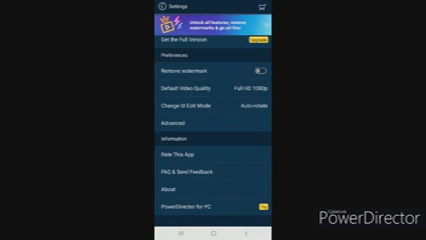 Settings
Unlock all features, remove
watermarks & go ad-free
Get the Full Version Upgrade
Preferences
Remove watermark
Default Video Quality Full HD 1080p
Change UI Edit Mode Auto-rotate
Advanced
Information
Rate This App
FAQ & Send Feedback
About
PowerDirector for PC
PowerDirector